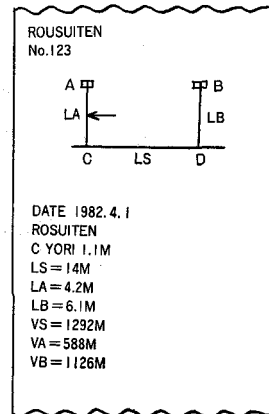 ROUSUITEN
No.123
A B
LA LB
C LS D
DATE 1982.4.1
ROSUITEN
C YORI 1.1M
LS=14M
LA=4.2M
LB=6.1M
VS=1292M
VA=588M
VB=1126M